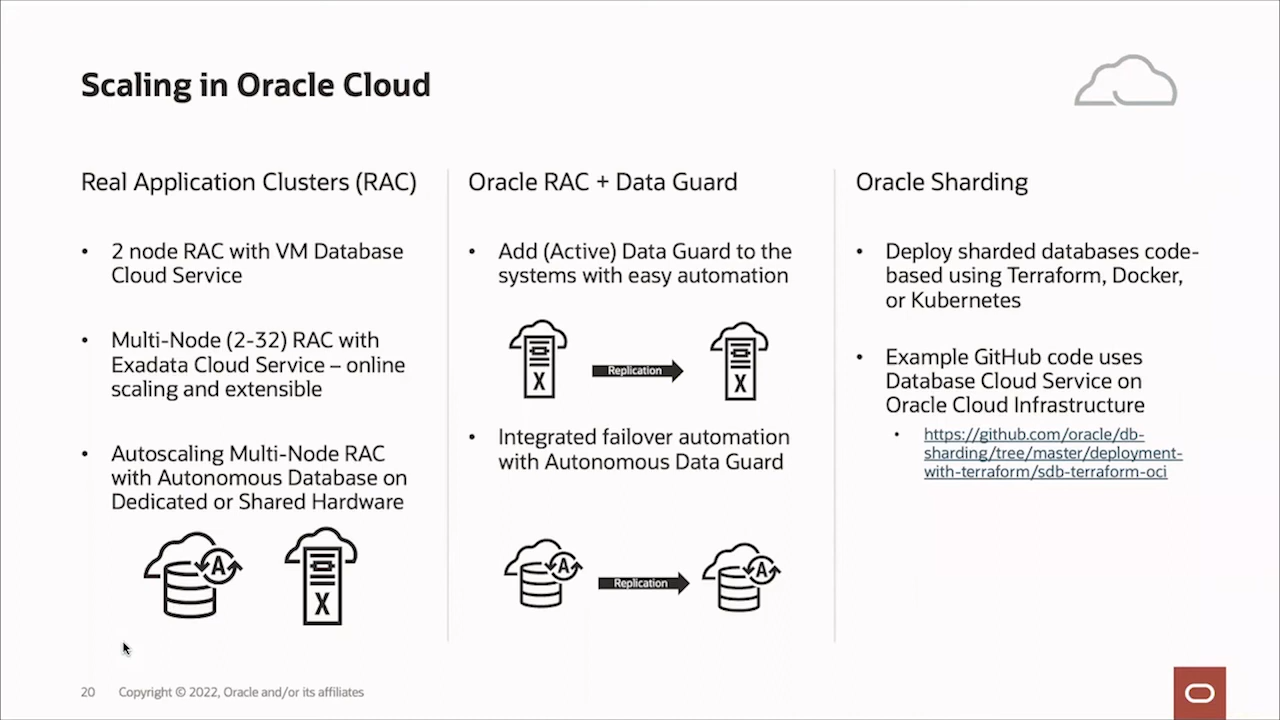 Scaling in Oracle Cloud
Real Application Clusters (RAC)
• 2 node RAC with VM Database
Cloud Service
• Multi-Node (2-32) RAC with
Exadata Cloud Service – online
scaling and extensible
• Autoscaling Multi-Node RAC
with Autonomous Database on
Dedicated or Shared Hardware
A
X
Oracle RAC + Data Guard
• Add (Active) Data Guard to the
systems with easy automation
X
Replication
X
• Integrated failover automation
with Autonomous Data Guard
A
Replication
A
Oracle Sharding
• Deploy sharded databases code-
based using Terraform, Docker,
or Kubernetes
• Example GitHub code uses
Database Cloud Service on
Oracle Cloud Infrastructure
• https://github.com/oracle/db-
sharding/tree/master/deployment-
with-terraform/sdb-terraform-oci
20 Copyright © 2022, Oracle and/or its affiliates